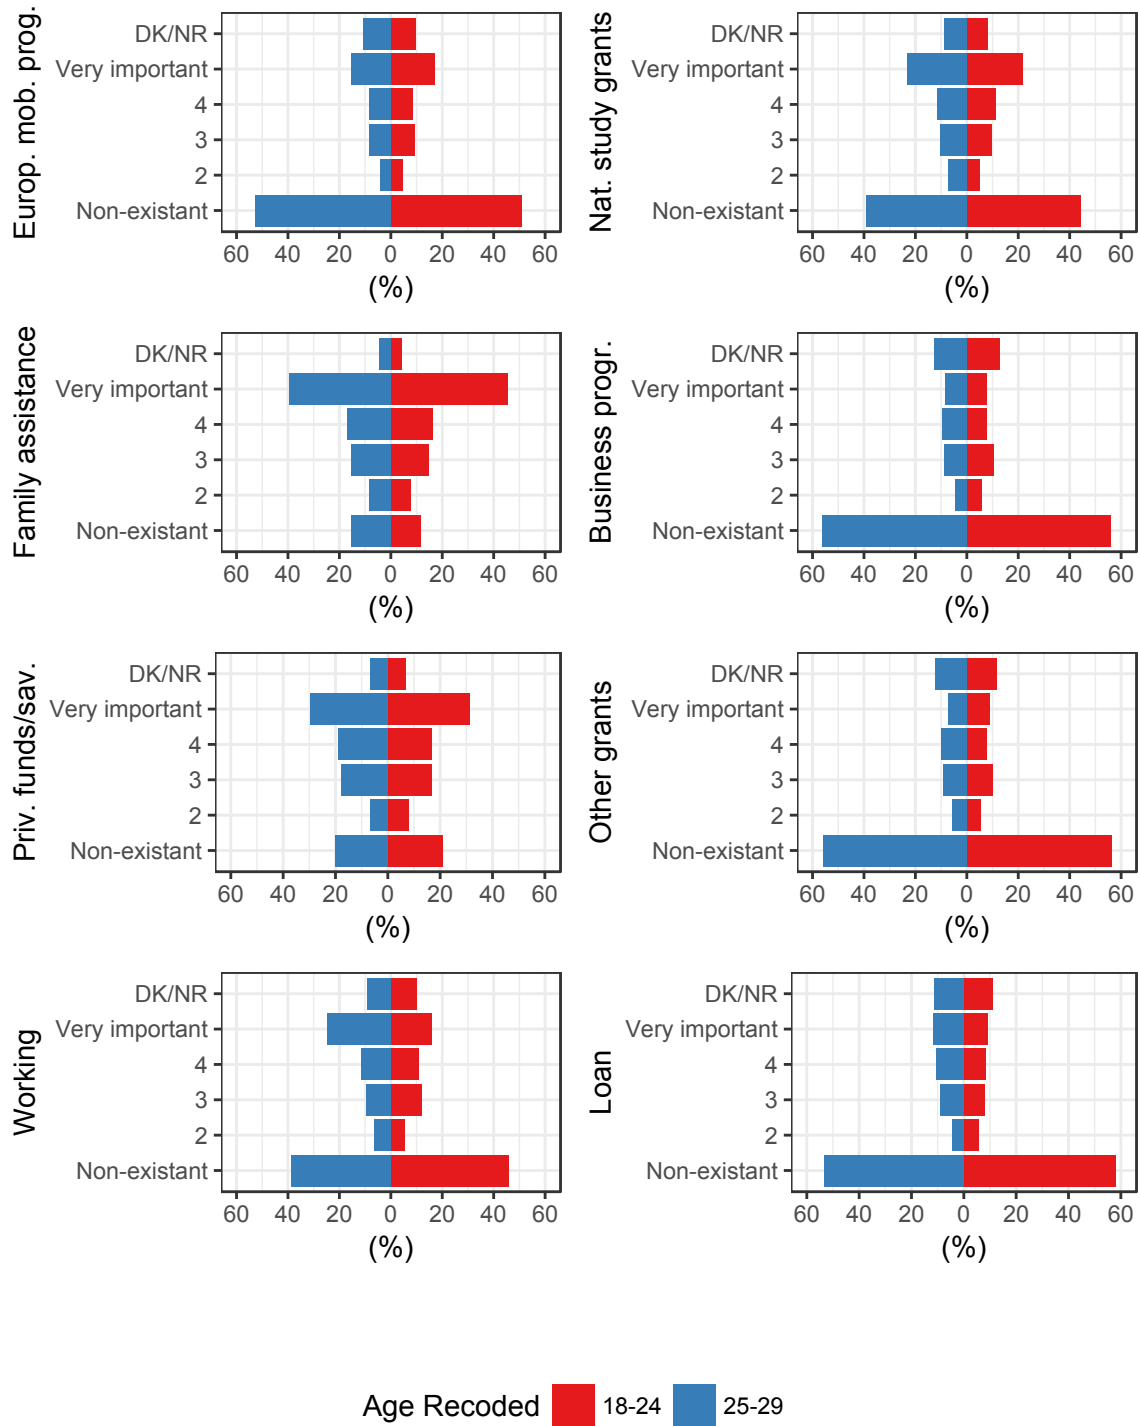 Europ. mob. prog.
DK/NR
Very important
4
3
2
Non-existant
60 40 20 0 20 40 60
(%)
Nat. study grants
DK/NR
Very important
4
3
2
Non-existant
60 40 20 0 20 40 60
(%)
Family assistance
DK/NR
Very important
4
3
2
Non-existant
60 40 20 0 20 40 60
(%)
Business progr.
DK/NR
Very important
4
3
2
Non-existant
60 40 20 0 20 40 60
(%)
Priv. funds/sav.
DK/NR
Very important
4
3
2
Non-existant
60 40 20 0 20 40 60
(%)
Other grants
DK/NR
Very important
4
3
2
Non-existant
60 40 20 0 20 40 60
(%)
Working
DK/NR
Very important
4
3
2
Non-existant
60 40 20 0 20 40 60
(%)
Loan
DK/NR
Very important
4
3
2
Non-existant
60 40 20 0 20 40 60
(%)
Age Recoded 18-24 25-29